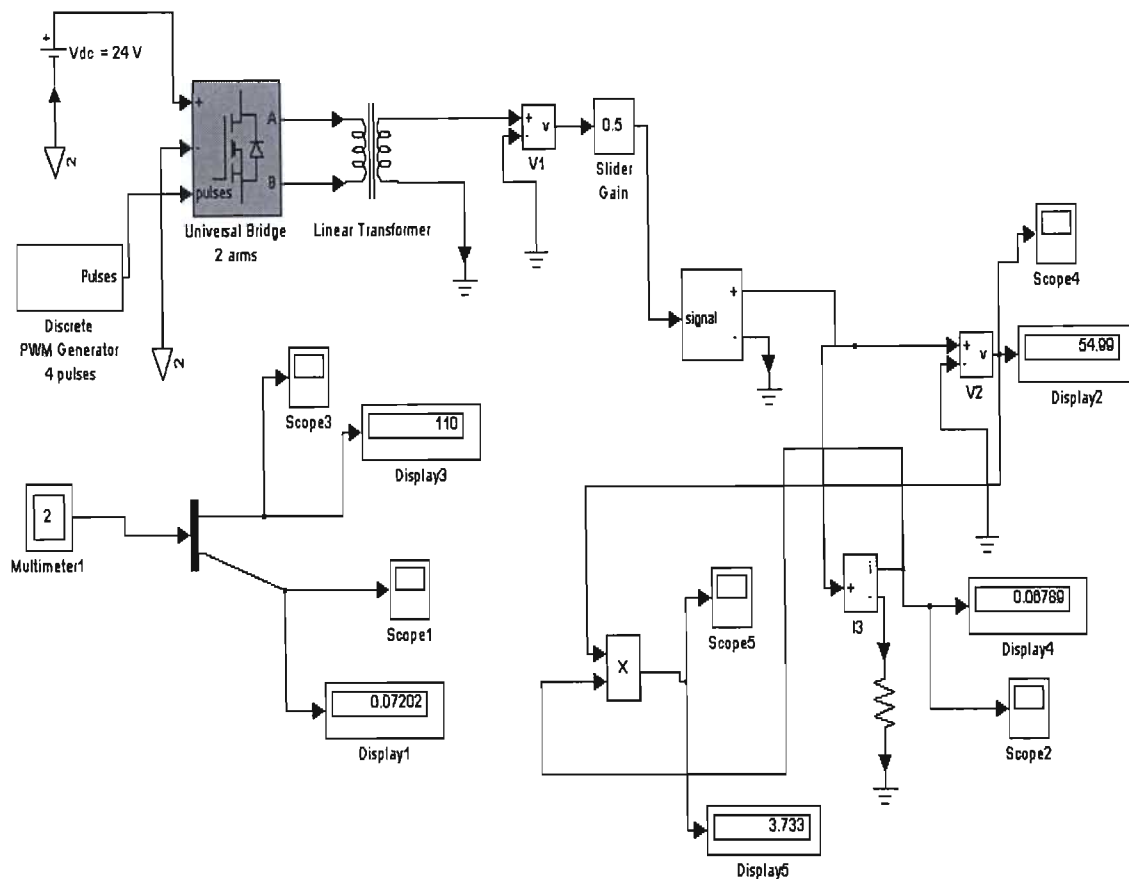 +
Vdc = 24 V
2
+
-
pulses
A
B
Universal Bridge
2 arms
Linear Transformer
+
-
v
V1
0.5
Slider
Gain
Pulses
Discrete
PWM Generator
4 pulses
2
signal
+
-
Scope4
+
-
v
V2
54.99
Display2
Scope3
110
Display3
2
Multimeter1
Scope1
0.07202
Display1
X
Scope5
+
i
-
I3
0.06789
Display4
Scope2
3.733
Display5